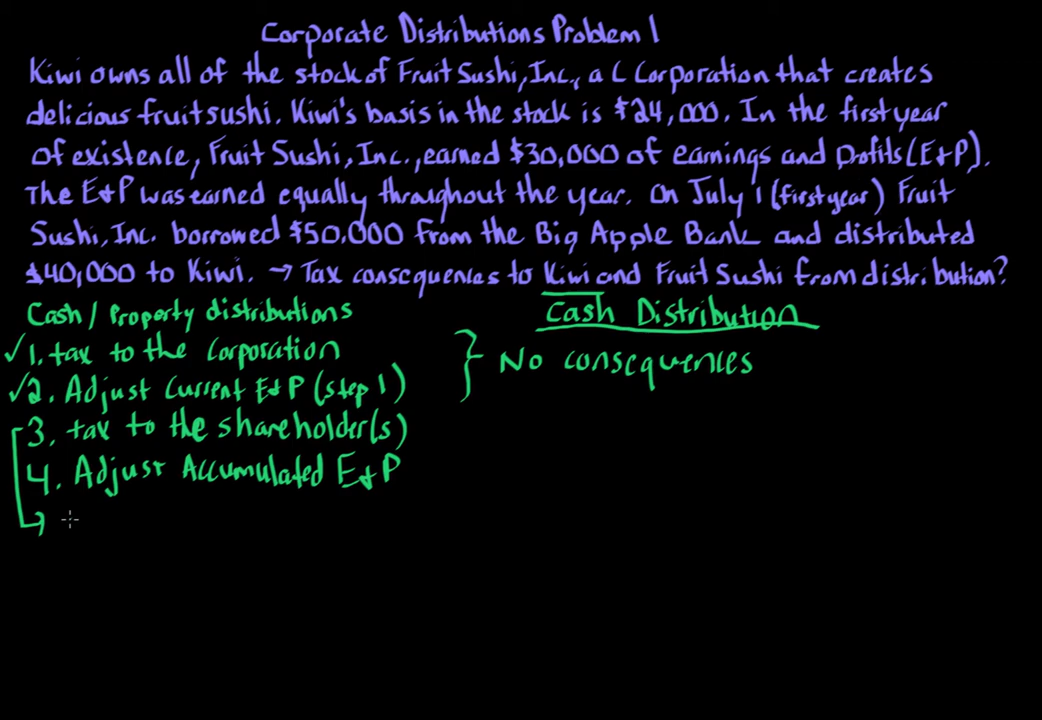 Corporate Distributions Problem 1
Kiwi owns all of the stock of Fruit Sushi, Inc., a C Corporation that creates
delicious fruit sushi. Kiwi's basis in the stock is $24,000. In the first year
of existence, Fruit Sushi, Inc., earned $30,000 of earnings and profits (E+P).
The E+P was earned equally throughout the year. On July 1 (first year) Fruit
Sushi, Inc. borrowed $50,000 from the Big Apple Bank and distributed
$40,000 to Kiwi. → Tax consequences to Kiwi and Fruit Sushi from distribution?
Cash / Property distributions
Cash Distribution
✓ 1. tax to the Corporation
✓ 2. Adjust Current E+P (step 1)
} No consequences
3. tax to the shareholder(s)
4. Adjust Accumulated E+P